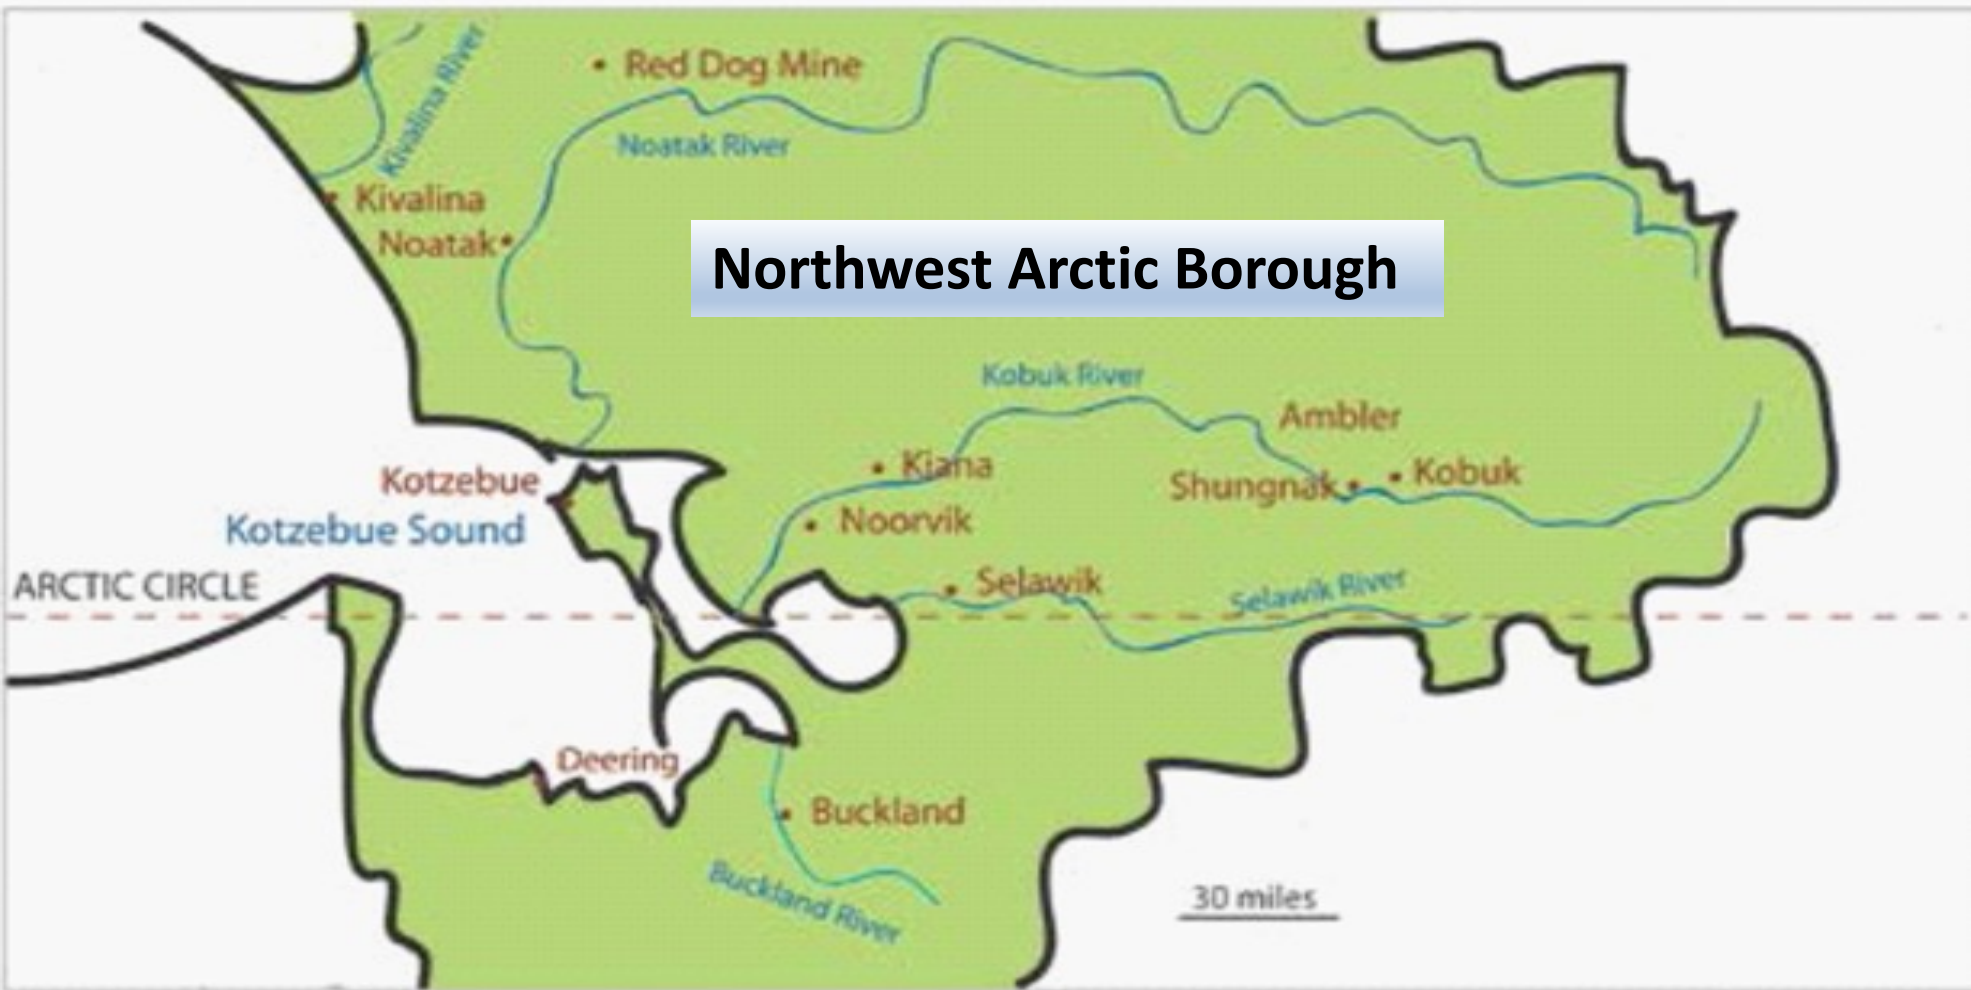 Kivalina River
Red Dog Mine
Noatak River
Kivalina
Noatak
Northwest Arctic Borough
Kobuk River
Ambler
Kiana
Kobuk
Kotzebue
Shungnak
Noorvik
Kotzebue Sound
ARCTIC CIRCLE
Selawik
Selawik River
Deering
Buckland
Buckland River
30 miles